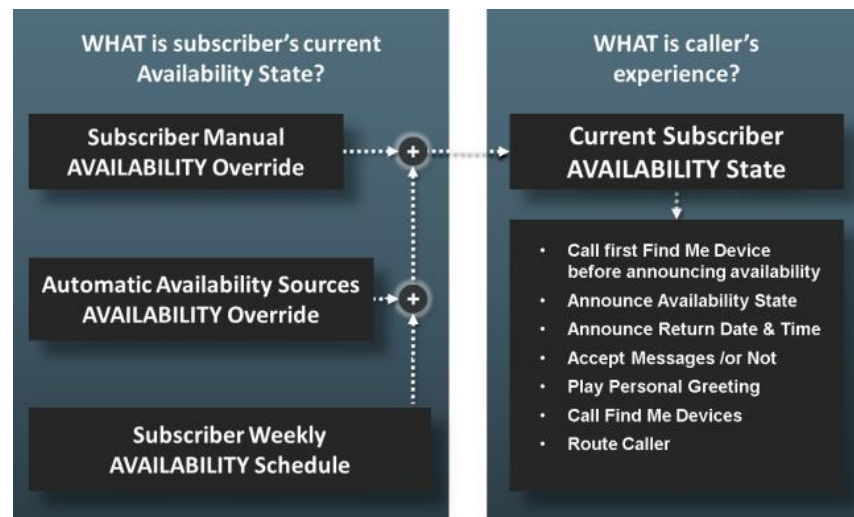 WHAT is subscriber's current
Availability State?
Subscriber Manual
AVAILABILITY Override
+
Automatic Availability Sources
AVAILABILITY Override
+
Subscriber Weekly
AVAILABILITY Schedule
WHAT is caller's
experience?
Current Subscriber
AVAILABILITY State
• Call first Find Me Device
before announcing availability
• Announce Availability State
• Announce Return Date & Time
• Accept Messages /or Not
• Play Personal Greeting
• Call Find Me Devices
• Route Caller